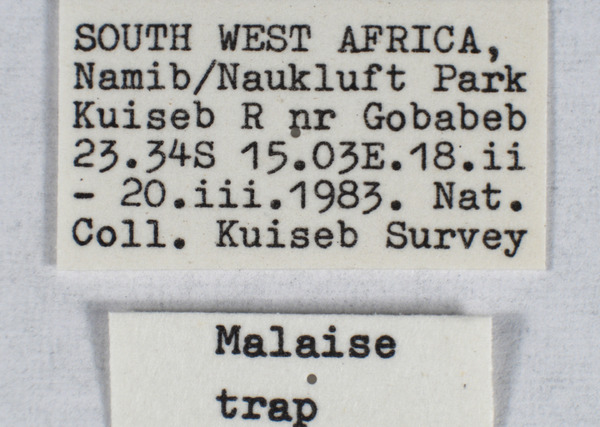 SOUTH WEST AFRICA,
Namib/Naukluft Park
Kuiseb R nr Gobabeb
23.34S 15.03E.18.ii
- 20.iii.1983. Nat.
Coll. Kuiseb Survey
Malaise
trap